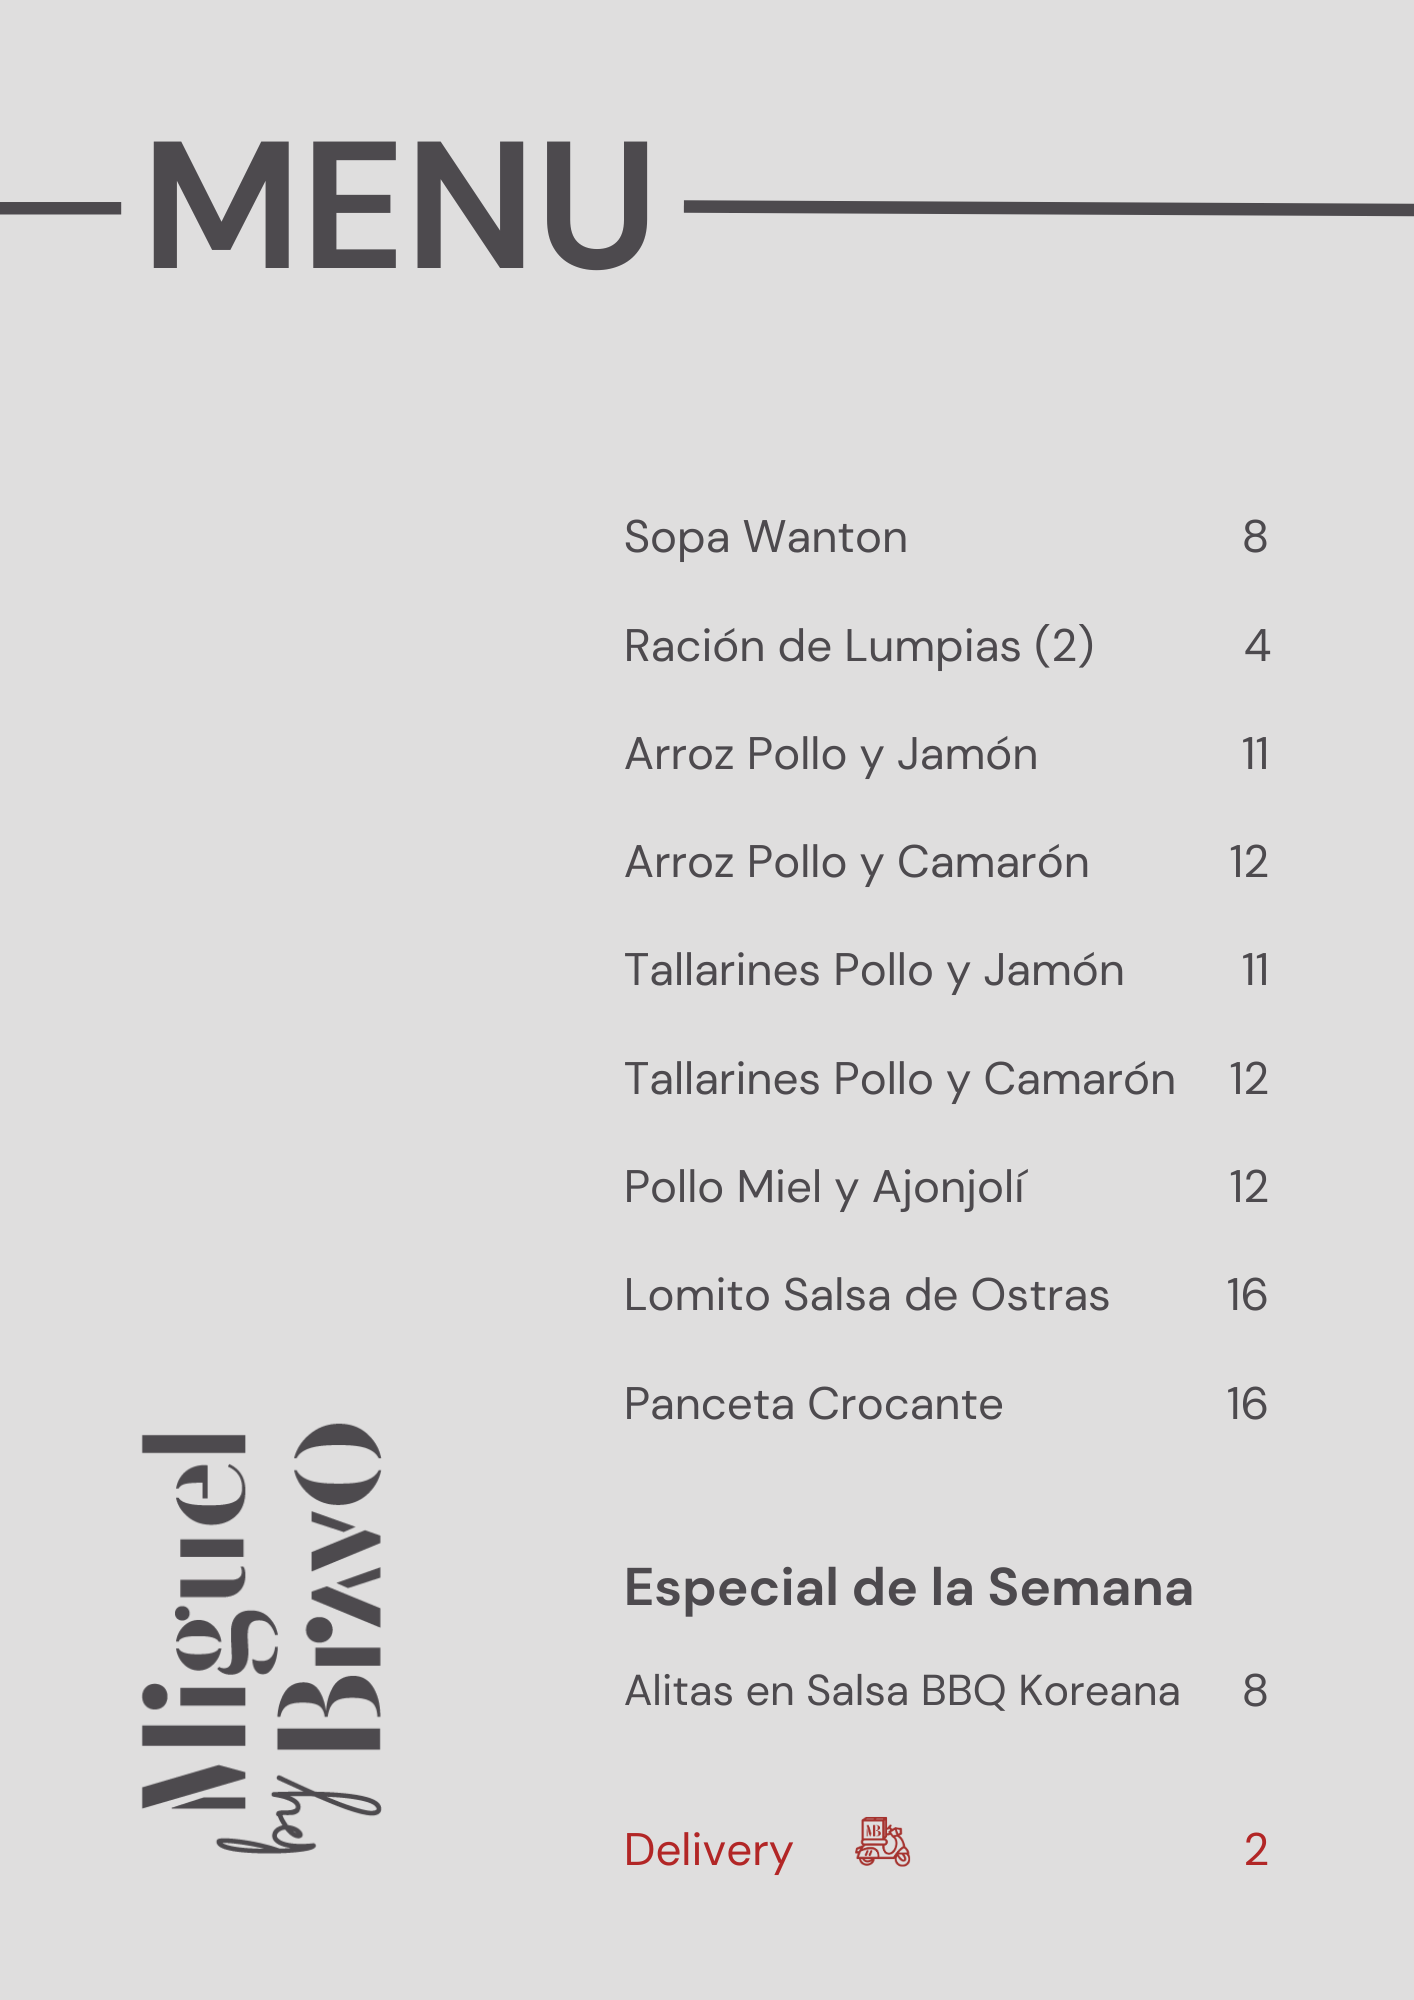 MENU
Sopa Wanton 8
Ración de Lumpias (2) 4
Arroz Pollo y Jamón 11
Arroz Pollo y Camarón 12
Tallarines Pollo y Jamón 11
Tallarines Pollo y Camarón 12
Pollo Miel y Ajonjolí 12
Lomito Salsa de Ostras 16
Panceta Crocante 16
Especial de la Semana
Alitas en Salsa BBQ Koreana 8
Delivery MB 2
Miguel
by Bravo